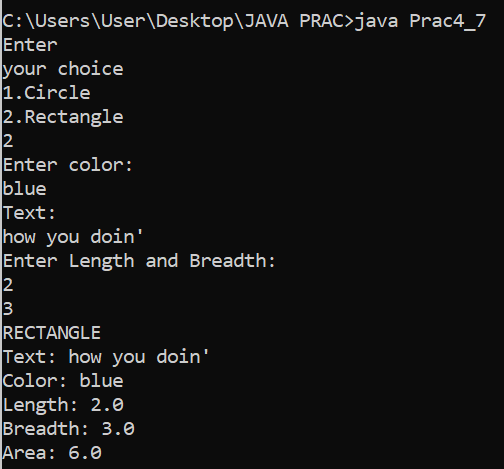 C:\Users\User\Desktop\JAVA PRAC>java Prac4_7
Enter
your choice
1.Circle
2.Rectangle
2
Enter color:
blue
Text:
how you doin'
Enter Length and Breadth:
2
3
RECTANGLE
Text: how you doin'
Color: blue
Length: 2.0
Breadth: 3.0
Area: 6.0